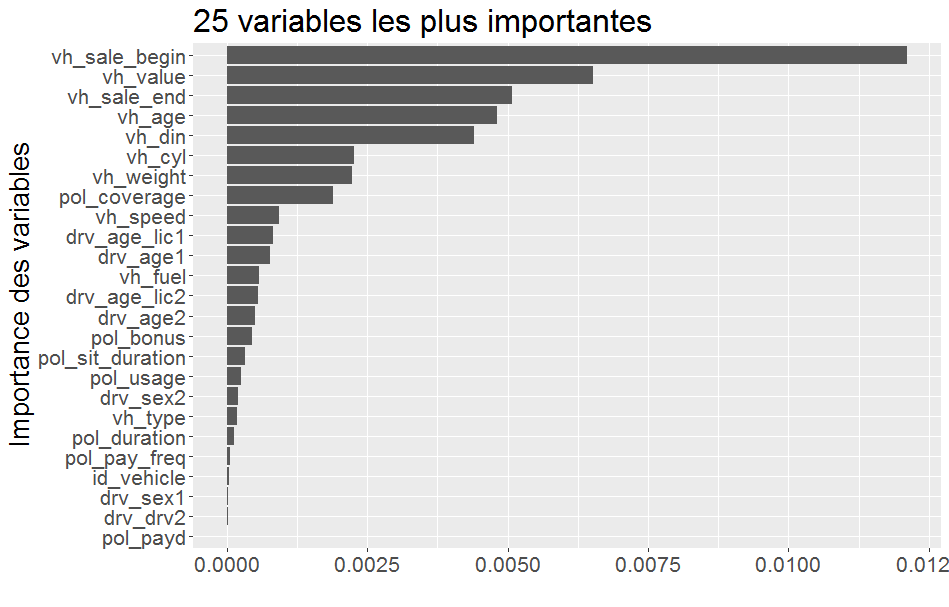 25 variables les plus importantes
Importance des variables
vh_sale_begin
vh_value
vh_sale_end
vh_age
vh_din
vh_cyl
vh_weight
pol_coverage
vh_speed
drv_age_lic1
drv_age1
vh_fuel
drv_age_lic2
drv_age2
pol_bonus
pol_sit_duration
pol_usage
drv_sex2
vh_type
pol_duration
pol_pay_freq
id_vehicle
drv_sex1
drv_drv2
pol_payd
0.0000 0.0025 0.0050 0.0075 0.0100 0.012